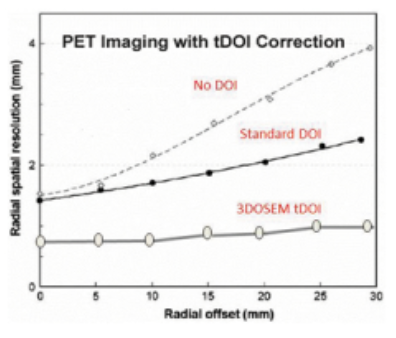 PET Imaging with tDOI Correction
No DOI
Standard DOI
3DOSEM tDOI
Radial spatial resolution (mm)
4
2
0
0 5 10 15 20 25 30
Radial offset (mm)